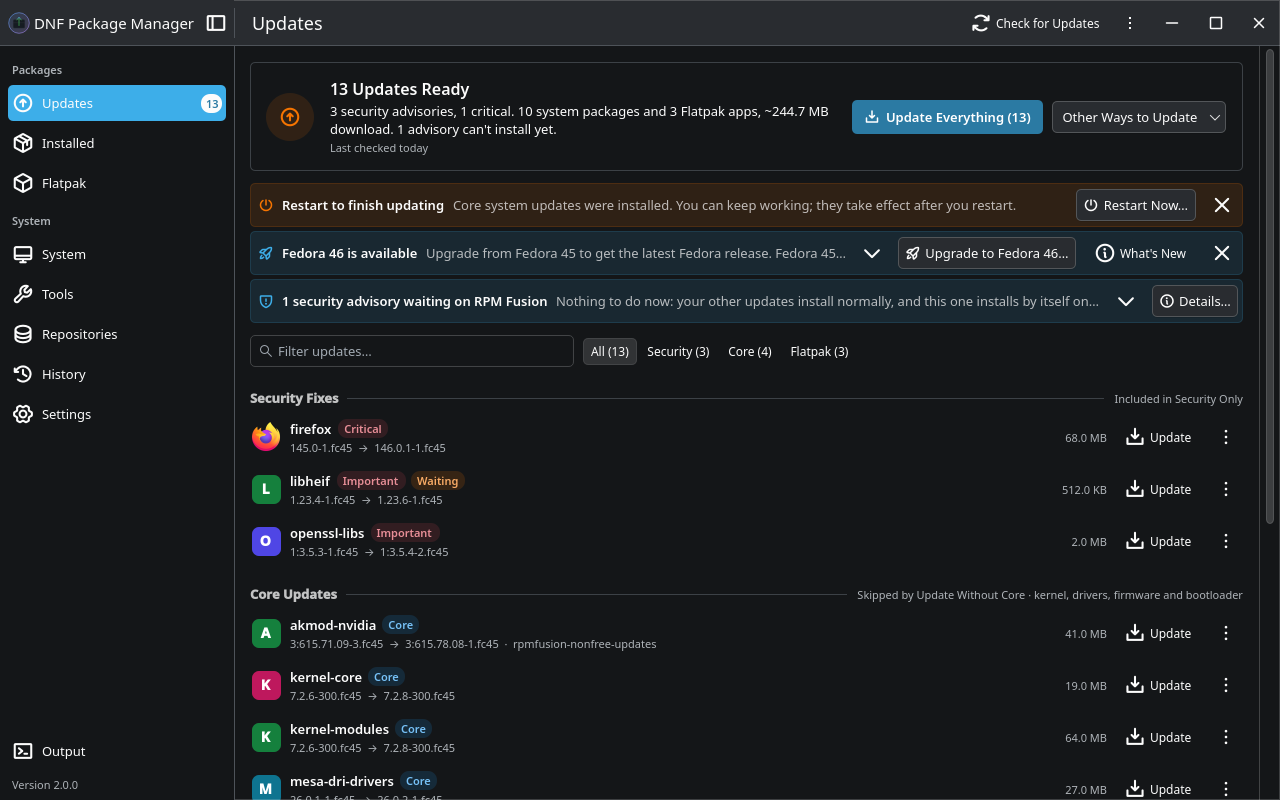 DNF Package Manager
Updates
Check for Updates
Packages
Updates
13
Installed
Flatpak
System
System
Tools
Repositories
History
Settings
Output
Version 2.0.0
13 Updates Ready
3 security advisories, 1 critical. 10 system packages and 3 Flatpak apps, ~244.7 MB
download. 1 advisory can't install yet.
Last checked today
Update Everything (13)
Other Ways to Update
Restart to finish updating Core system updates were installed. You can keep working; they take effect after you restart.
Restart Now...
Fedora 46 is available Upgrade from Fedora 45 to get the latest Fedora release. Fedora 45...
Upgrade to Fedora 46...
What's New
1 security advisory waiting on RPM Fusion Nothing to do now: your other updates install normally, and this one installs by itself on...
Details...
Filter updates...
All (13)
Security (3)
Core (4)
Flatpak (3)
Security Fixes
Included in Security Only
firefox Critical
145.0-1.fc45 → 146.0.1-1.fc45
68.0 MB
Update
L
libheif Important Waiting
1.23.4-1.fc45 → 1.23.6-1.fc45
512.0 KB
Update
O
openssl-libs Important
1:3.5.3-1.fc45 → 1:3.5.4-2.fc45
2.0 MB
Update
Core Updates
Skipped by Update Without Core · kernel, drivers, firmware and bootloader
A
akmod-nvidia Core
3:615.71.09-3.fc45 → 3:615.78.08-1.fc45 · rpmfusion-nonfree-updates
41.0 MB
Update
K
kernel-core Core
7.2.6-300.fc45 → 7.2.8-300.fc45
19.0 MB
Update
K
kernel-modules Core
7.2.6-300.fc45 → 7.2.8-300.fc45
64.0 MB
Update
M
mesa-dri-drivers Core
27.0 MB
Update